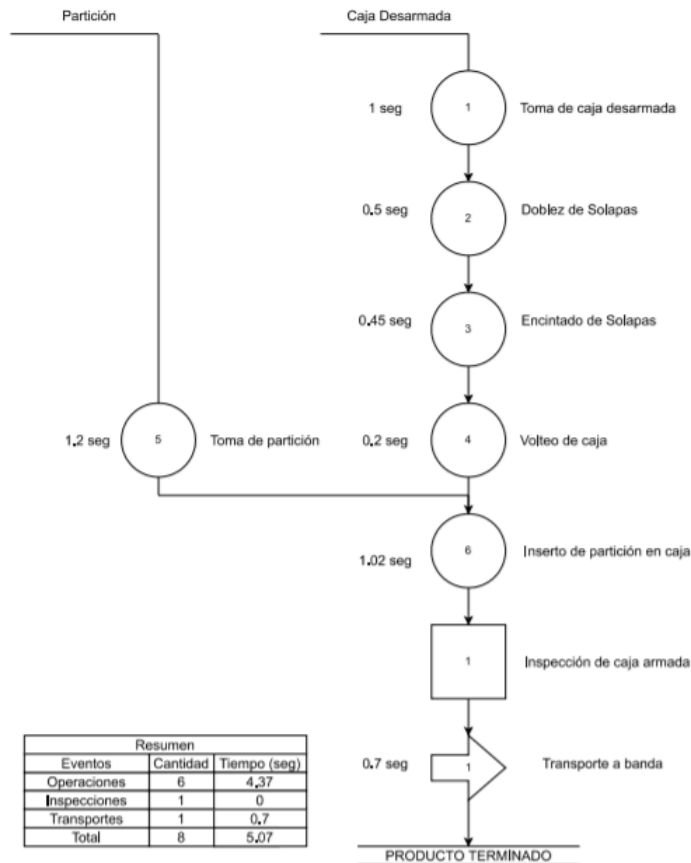 Partición
Caja Desarmada
1 seg
1
Toma de caja desarmada
0.5 seg
2
Doblez de Solapas
0.45 seg
3
Encintado de Solapas
1.2 seg
5
Toma de partición
0.2 seg
4
Volteo de caja
1.02 seg
6
Inserto de partición en caja
1
Inspección de caja armada
0.7 seg
1
Transporte a banda
Resumen
Eventos Cantidad Tiempo (seg)
Operaciones 6 4.37
Inspecciones 1 0
Transportes 1 0.7
Total 8 5.07
PRODUCTO TERMINADO